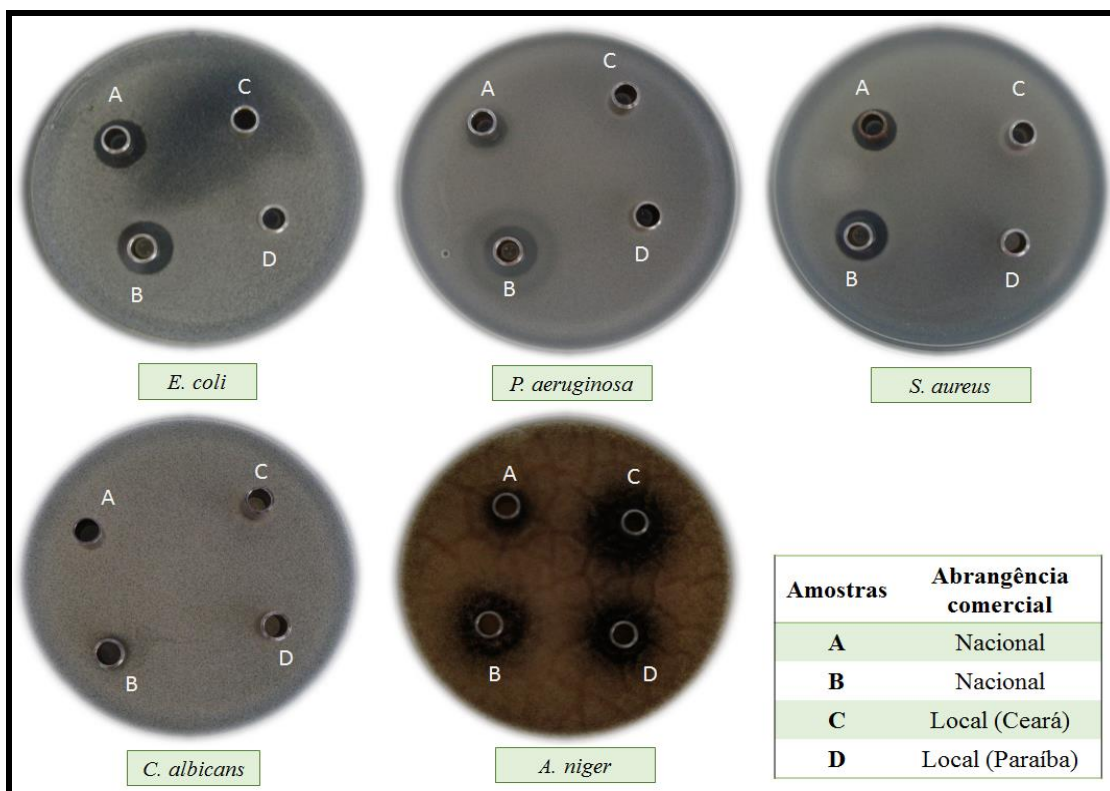 A
C
B
D
E. coli
A
C
B
D
P. aeruginosa
A
C
B
D
S. aureus
A
C
B
D
C. albicans
A
C
B
D
A. niger
Amostras Abrangência comercial
A Nacional
B Nacional
C Local (Ceará)
D Local (Paraíba)